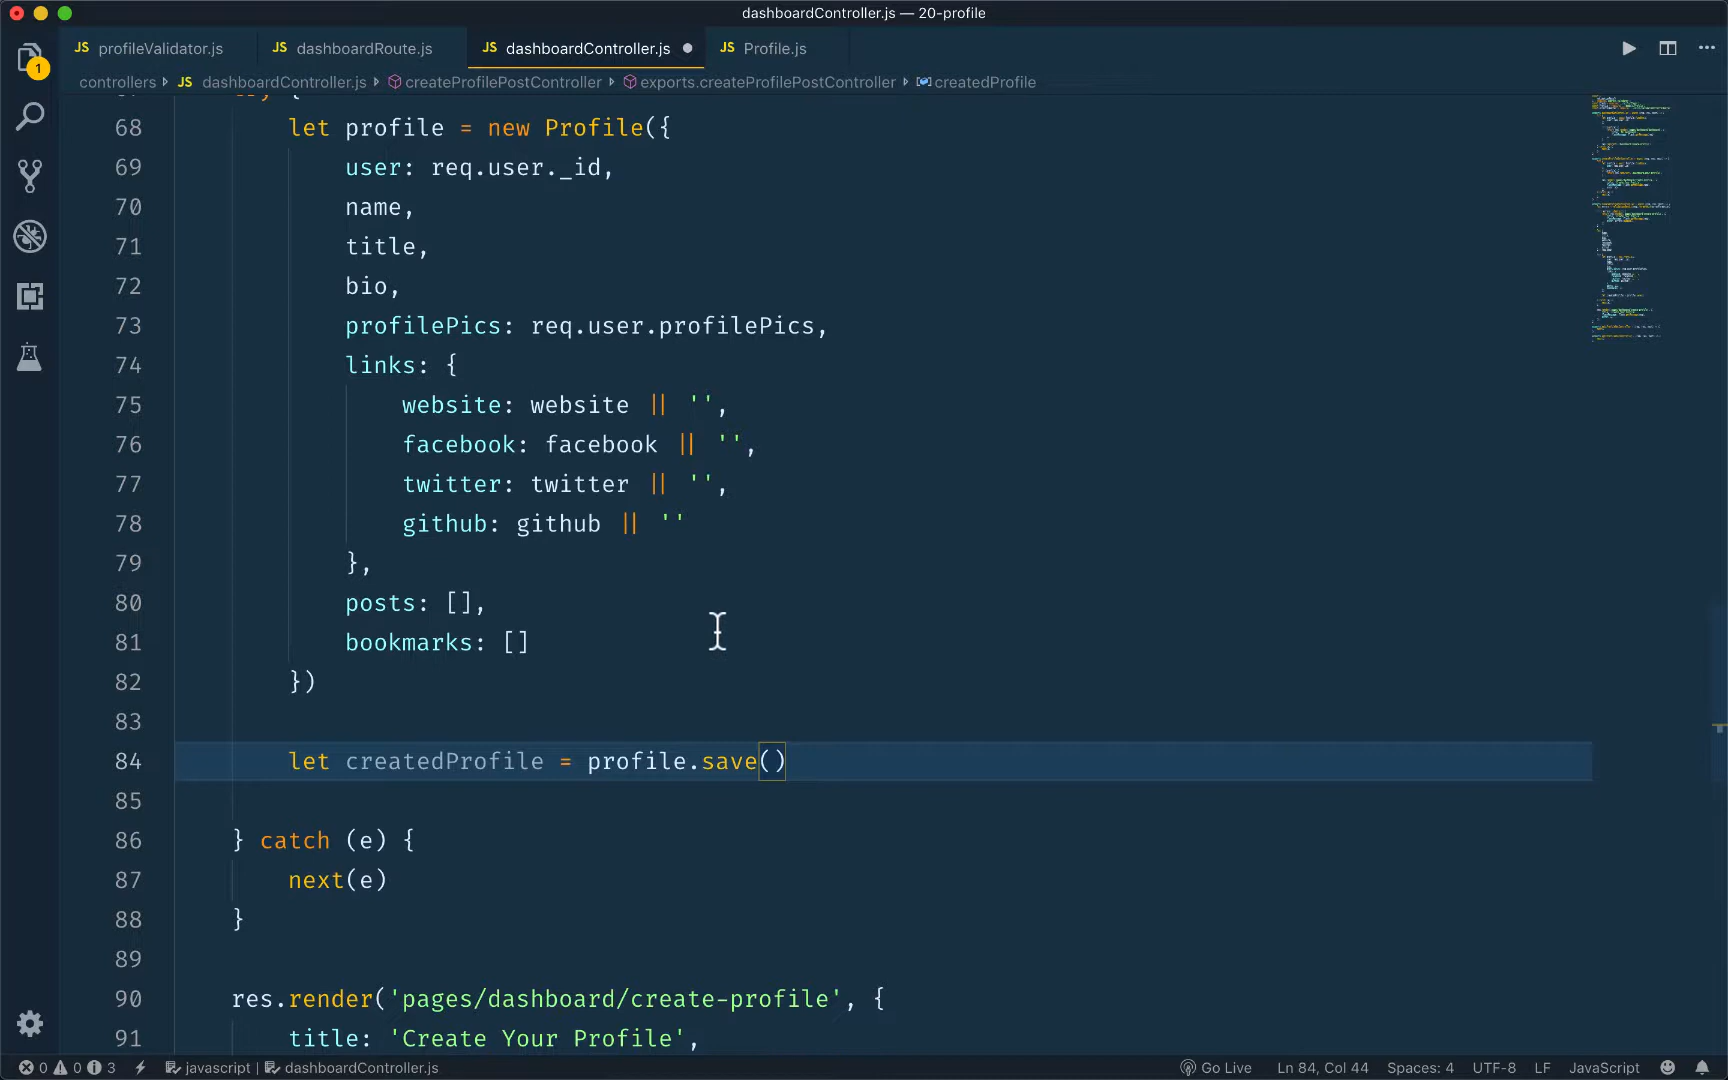 dashboardController.js — 20-profile
JS profileValidator.js JS dashboardRoute.js JS dashboardController.js JS Profile.js
controllers JS dashboardController.js createProfilePostController exports.createProfilePostController createdProfile
1
68 let profile = new Profile({
69 user: req.user._id,
70 name,
71 title,
72 bio,
73 profilePics: req.user.profilePics,
74 links: {
75 website: website || '',
76 facebook: facebook || '',
77 twitter: twitter || '',
78 github: github || ''
79 },
80 posts: [],
81 bookmarks: []
82 })
83
84 let createdProfile = profile.save()
85
86 } catch (e) {
87 next(e)
88 }
89
90 res.render('pages/dashboard/create-profile', {
91 title: 'Create Your Profile',
0 0 3 javascript | dashboardController.js Go Live Ln 84, Col 44 Spaces: 4 UTF-8 LF JavaScript